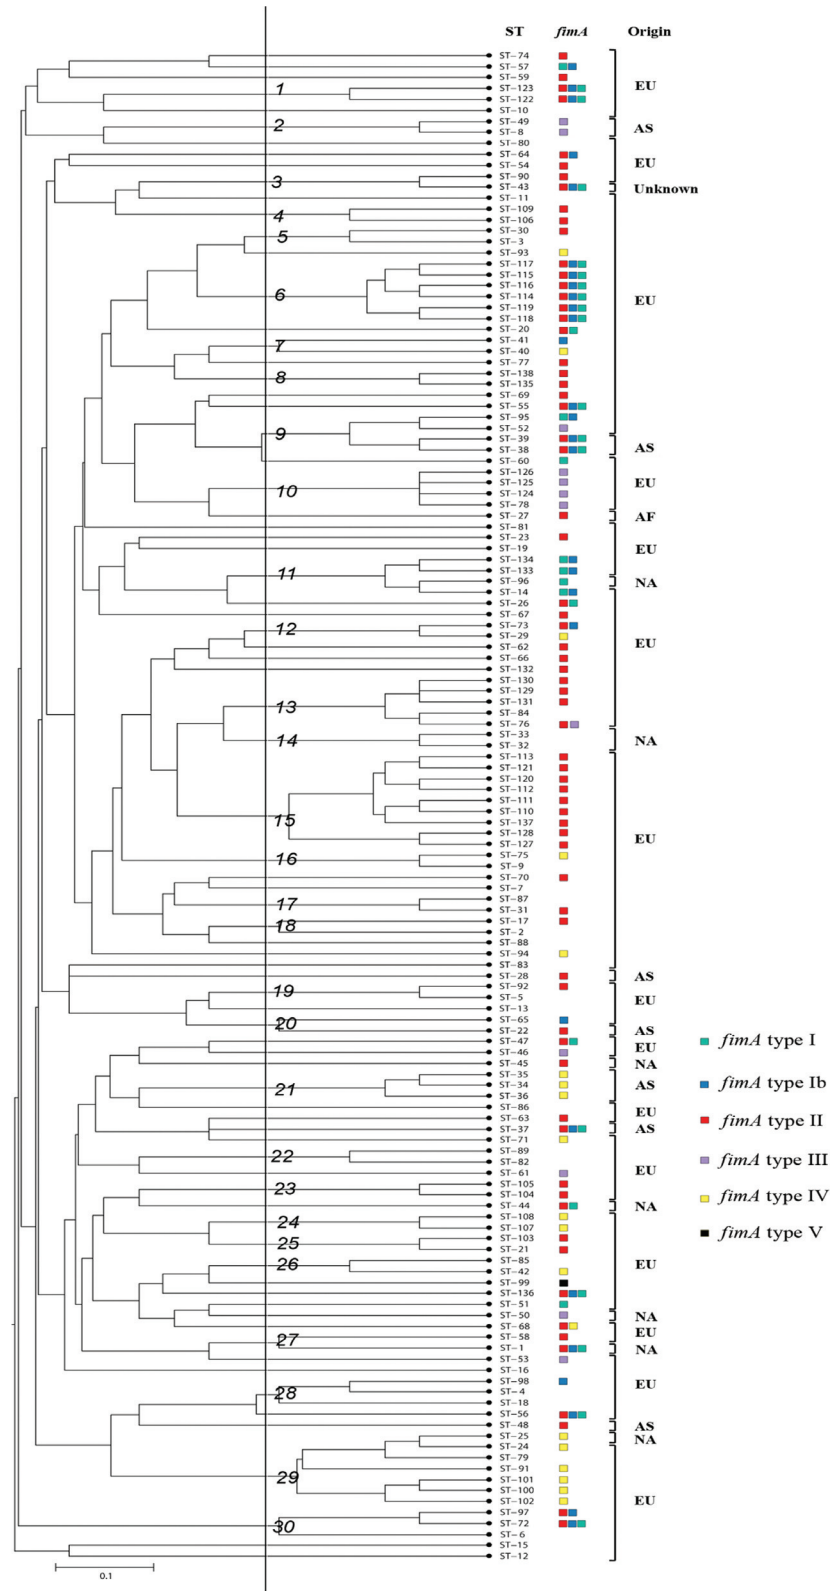 ST fimA Origin
ST-74
ST-57
ST-59
1 ST-123 EU
ST-122
ST-10
ST-49
2 ST-8 AS
ST-80
ST-64 EU
ST-54
ST-90
3 ST-43 Unknown
ST-11
ST-109
4 ST-106
ST-30
5 ST-3
ST-93
ST-117
ST-115
ST-116
6 ST-114 EU
ST-119
ST-118
ST-20
ST-41
7 ST-40
ST-77
ST-138
8 ST-135
ST-69
ST-55
ST-95
9 ST-52
ST-39 AS
ST-38
ST-60
ST-126
ST-125 EU
10 ST-124
ST-78
ST-27 AF
ST-81
ST-23
ST-19 EU
ST-134
11 ST-133
ST-96 NA
ST-14
ST-26
ST-67
12 ST-73
ST-29 EU
ST-62
ST-66
ST-132
ST-130
ST-129
13 ST-131
ST-84
ST-76
ST-33
14 ST-32 NA
ST-113
ST-121
ST-120
ST-112
ST-111
ST-110
15 ST-137
ST-128 EU
ST-127
16 ST-75
ST-9
ST-70
ST-7
ST-87
17 ST-31
ST-17
18 ST-2
ST-88
ST-94
ST-83
ST-28 AS
ST-92
19 ST-5 EU
ST-13
ST-65
20 ST-22 AS
ST-47 EU
ST-46
ST-45 NA
ST-35
21 ST-34 AS
ST-36
ST-86 EU
ST-63
ST-37 AS
ST-71
ST-89
22 ST-82 EU
ST-61
ST-105
23 ST-104
ST-44 NA
ST-108
24 ST-107
ST-103
25 ST-21
ST-85 EU
26 ST-42
ST-99
ST-136
ST-51
ST-50 NA
ST-68 EU
27 ST-58
ST-1 NA
ST-53
ST-16
ST-98 EU
28 ST-4
ST-18
ST-56
ST-48 AS
ST-25 NA
ST-24
ST-79
29 ST-91
ST-101
ST-100
ST-102 EU
ST-97
30 ST-72
ST-6
ST-15
ST-12
0.1
fimA type I
fimA type Ib
fimA type II
fimA type III
fimA type IV
fimA type V